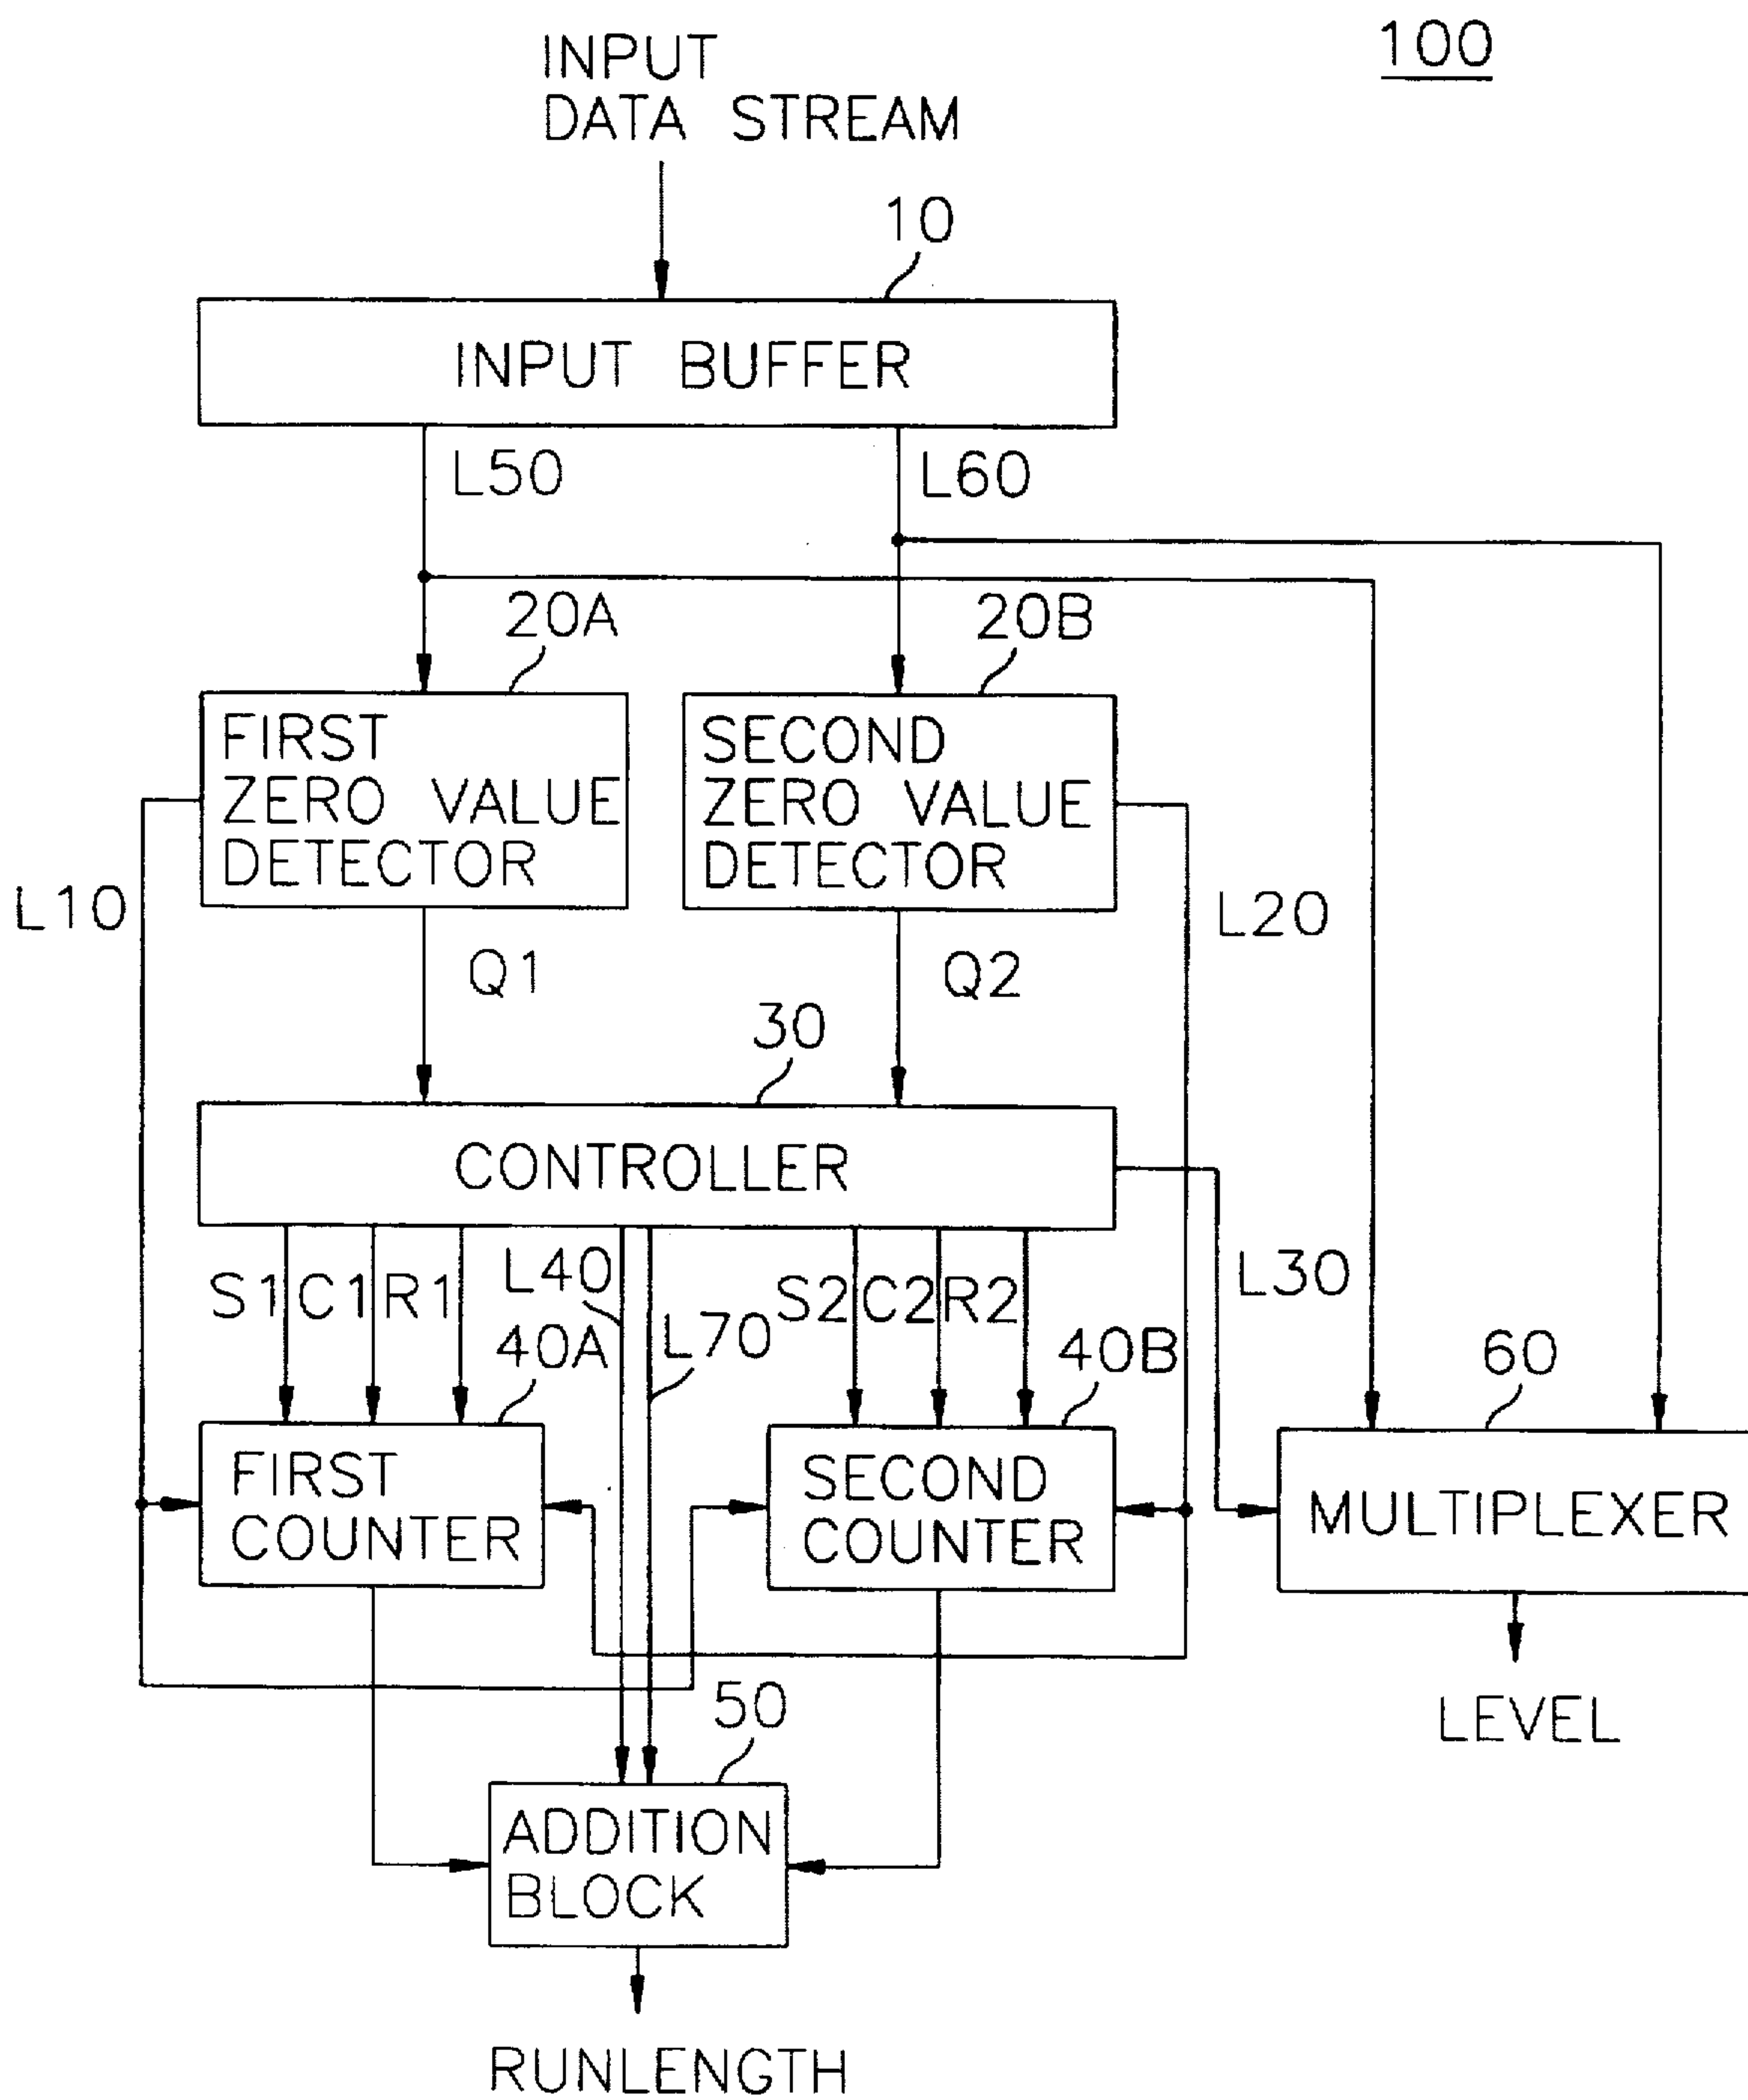 100
INPUT
DATA STREAM
10
INPUT BUFFER
L50
L60
20A
20B
FIRST
ZERO VALUE
DETECTOR
SECOND
ZERO VALUE
DETECTOR
L10
L20
Q1
Q2
30
CONTROLLER
S1
C1
R1
L40
L70
S2
C2
R2
L30
40A
40B
60
FIRST
COUNTER
SECOND
COUNTER
MULTIPLEXER
50
LEVEL
ADDITION
BLOCK
RUNLENGTH